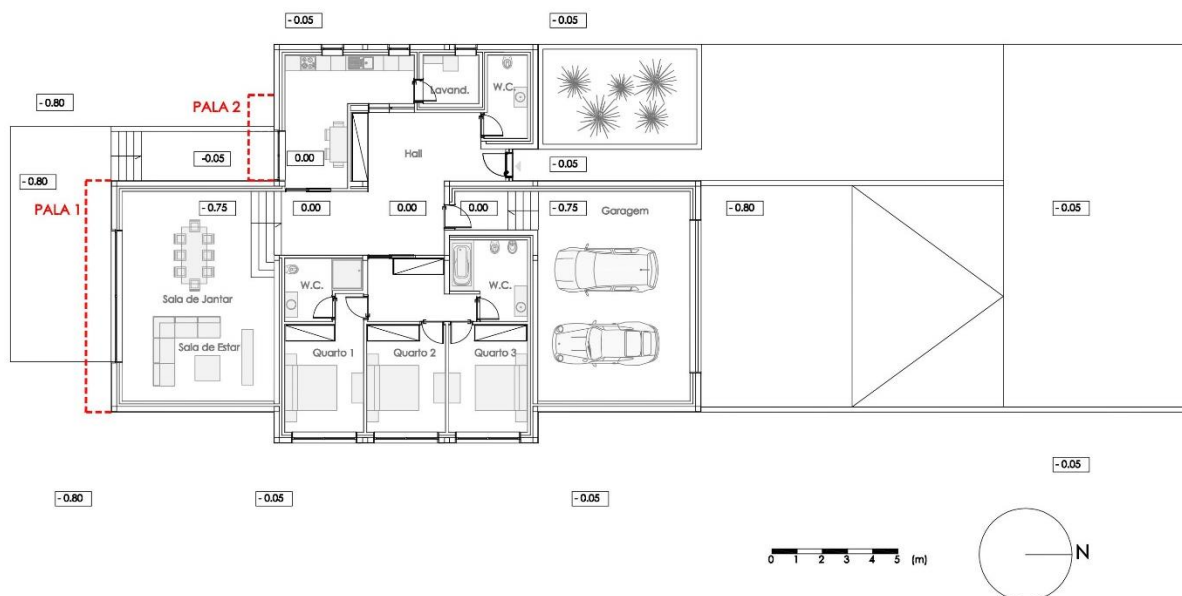 - 0.05
- 0.05
- 0.80
PALA 2
Lavand.
W.C.
Hall
-0.05
0.00
- 0.05
- 0.80
PALA 1
- 0.75
0.00
0.00
0.00
- 0.75
Garagem
- 0.80
- 0.05
W.C.
W.C.
Sala de Jantar
Sala de Estar
Quarto 1
Quarto 2
Quarto 3
- 0.05
- 0.80
- 0.05
- 0.05
N
0 1 2 3 4 5 (m)